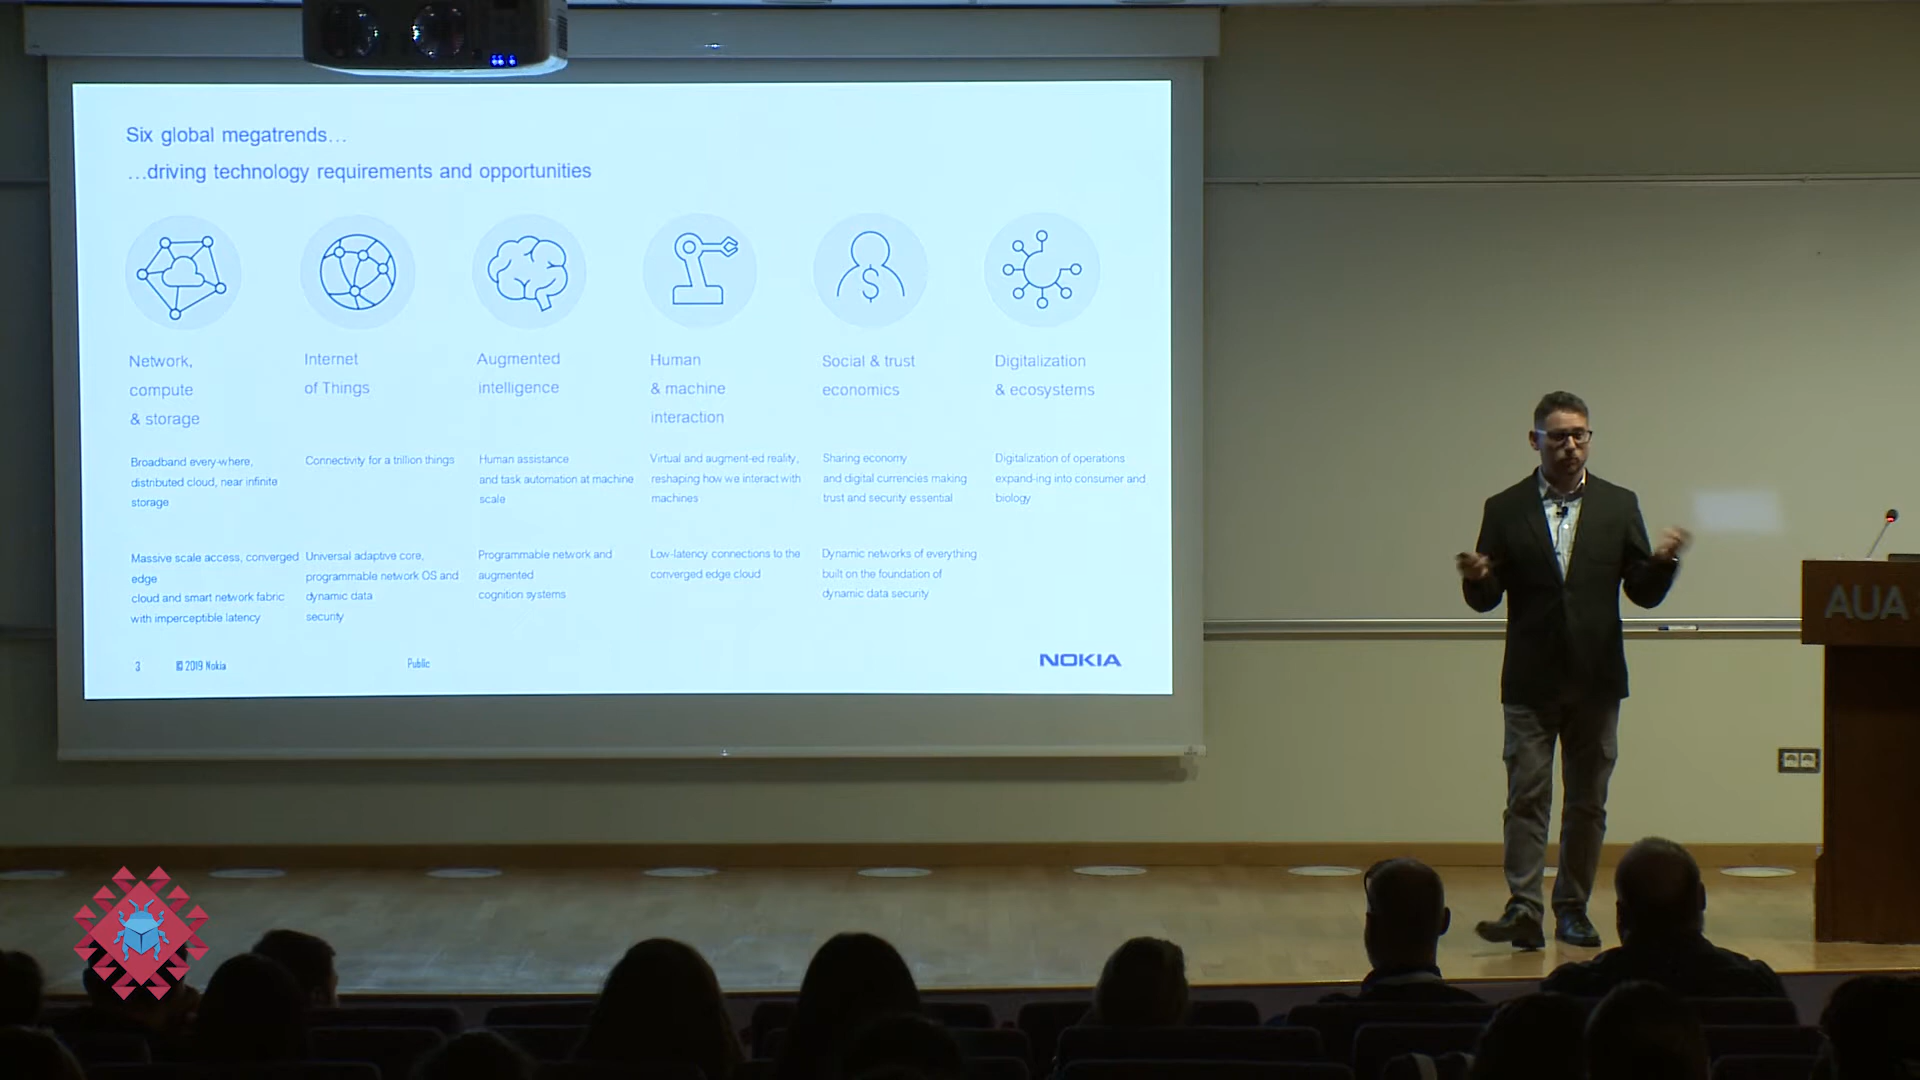 Six global megatrends...
...driving technology requirements and opportunities
Network,
compute
& storage
Broadband every-where,
distributed cloud, near infinite
storage
Massive scale access, converged
edge
cloud and smart network fabric
with imperceptible latency
Internet
of Things
Connectivity for a trillion things
Universal adaptive core,
programmable network OS and
dynamic data
security
Augmented
intelligence
Human assistance
and task automation at machine
scale
Programmable network and
augmented
cognition systems
Human
& machine
interaction
Virtual and augment-ed reality,
reshaping how we interact with
machines
Low-latency connections to the
converged edge cloud
Social & trust
economics
Sharing economy
and digital currencies making
trust and security essential
Dynamic networks of everything
built on the foundation of
dynamic data security
Digitalization
& ecosystems
Digitalization of operations
expand-ing into consumer and
biology
3 © 2019 Nokia Public
NOKIA
AUA